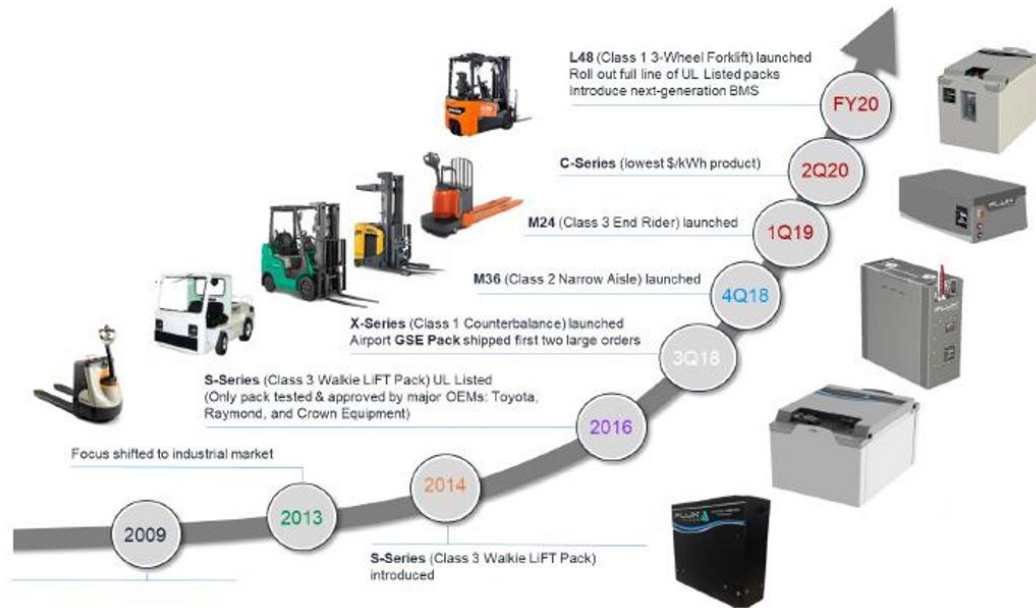 L48 (Class 1 3-Wheel Forklift) launched
Roll out full line of UL Listed packs
Introduce next-generation BMS
FY20
C-Series (lowest $/kWh product)
2Q20
M24 (Class 3 End Rider) launched
1Q19
M36 (Class 2 Narrow Aisle) launched
4Q18
X-Series (Class 1 Counterbalance) launched
Airport GSE Pack shipped first two large orders
3Q18
S-Series (Class 3 Walkie LiFT Pack) UL Listed
(Only pack tested & approved by major OEMs: Toyota,
Raymond, and Crown Equipment)
2016
Focus shifted to industrial market
2014
2013
2009
S-Series (Class 3 Walkie LiFT Pack)
introduced
FLUX